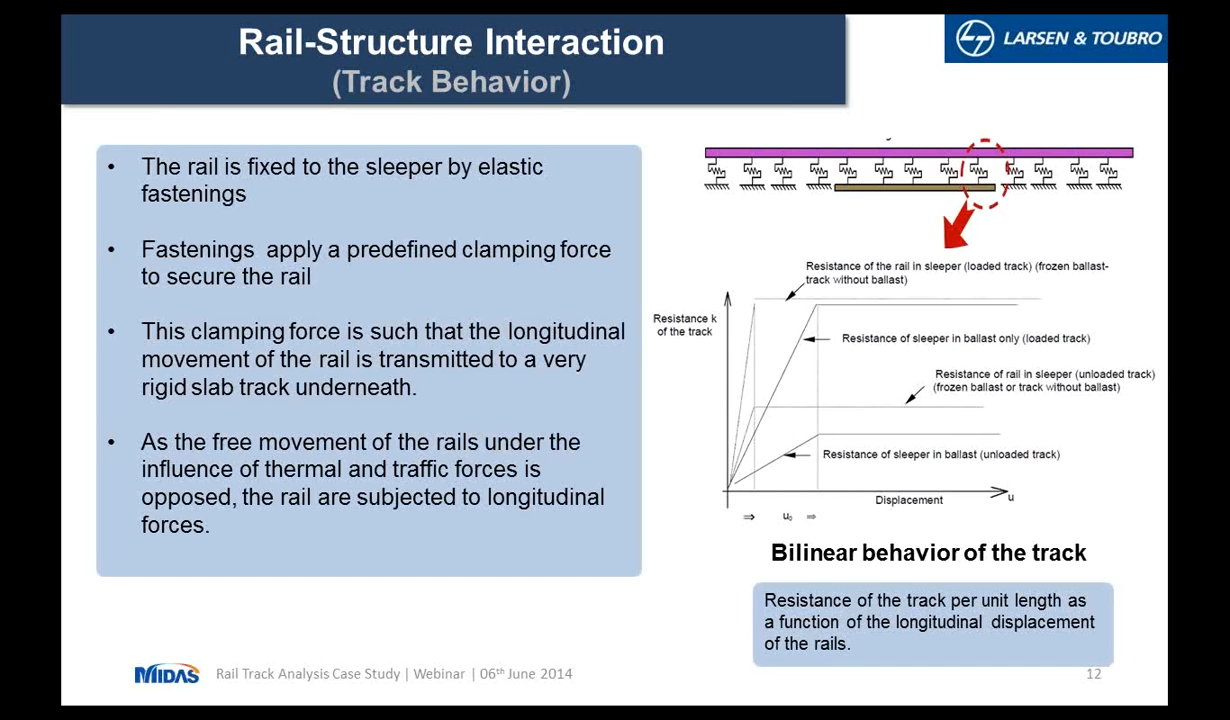 Rail-Structure Interaction
(Track Behavior)
LARSEN & TOUBRO
• The rail is fixed to the sleeper by elastic
fastenings
• Fastenings apply a predefined clamping force
to secure the rail
• This clamping force is such that the longitudinal
movement of the rail is transmitted to a very
rigid slab track underneath.
• As the free movement of the rails under the
influence of thermal and traffic forces is
opposed, the rail are subjected to longitudinal
forces.
Resistance of the rail in sleeper (loaded track) (frozen ballast-
track without ballast)
Resistance k
of the track
Resistance of sleeper in ballast only (loaded track)
Resistance of rail in sleeper (unloaded track)
(frozen ballast or track without ballast)
Resistance of sleeper in ballast (unloaded track)
Displacement
u
⇒ u₀ ⇒
Bilinear behavior of the track
Resistance of the track per unit length as
a function of the longitudinal displacement
of the rails.
MIDAS
Rail Track Analysis Case Study | Webinar | 06th June 2014
12